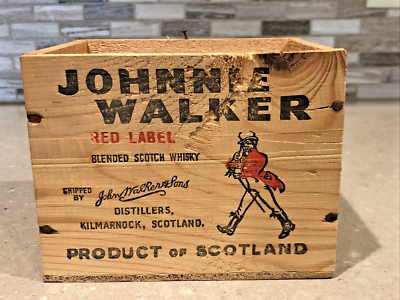 JOHNNIE
WALKER
RED LABEL
BLENDED SCOTCH WHISKY
SHIPPED
BY
John Walker & Sons
DISTILLERS,
KILMARNOCK, SCOTLAND.
PRODUCT OF SCOTLAND